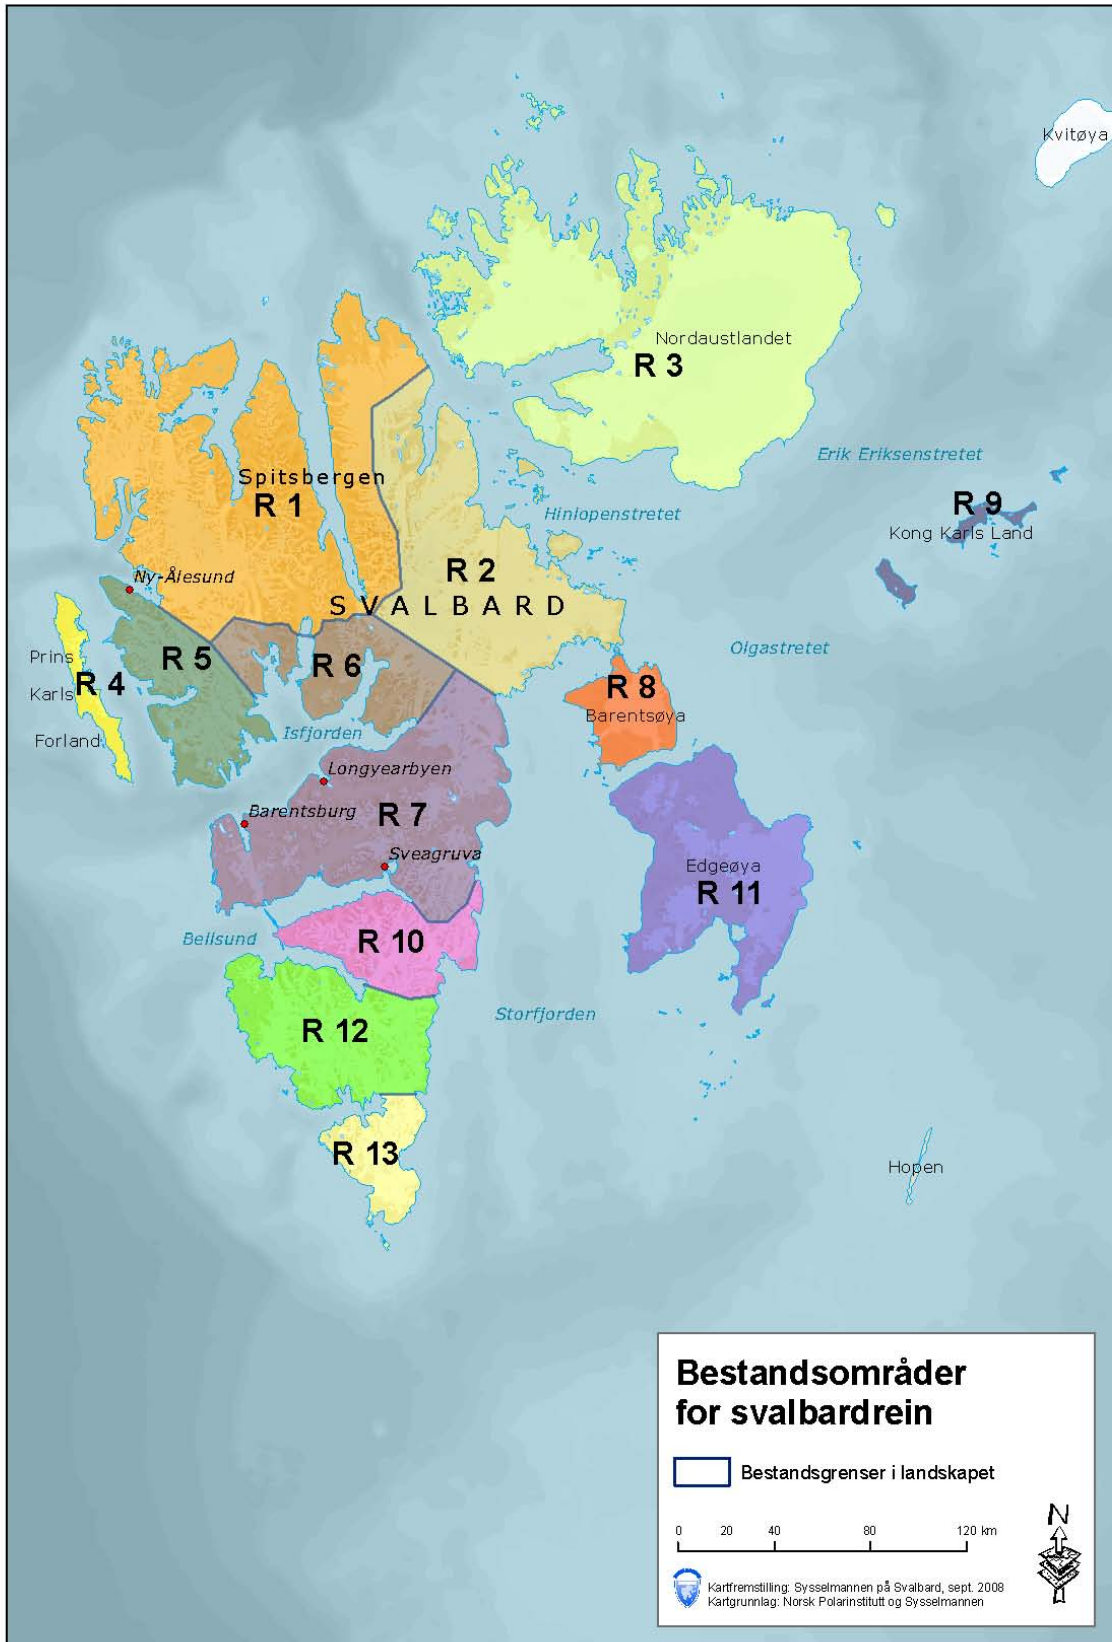 Kvitøya
Nordaustlandet
R 3
Erik Eriksenstretet
Spitsbergen
R 1
R 9
Kong Karls Land
Hinlopenstretet
R 2
Ny-Ålesund
SVALBARD
Olgastretet
Prins
R 4
Karls
Forland
R 5
R 6
R 8
Barentsøya
Isfjorden
Longyearbyen
Barentsburg
R 7
Sveagruva
Edgeøya
R 11
Bellsund
R 10
Storfjorden
R 12
R 13
Hopen
Bestandsområder
for svalbardrein
Bestandsgrenser i landskapet
0 20 40 80 120 km
N
Kartfremstilling: Sysselmannen på Svalbard, sept. 2008
Kartgrunnlag: Norsk Polarinstitutt og Sysselmannen